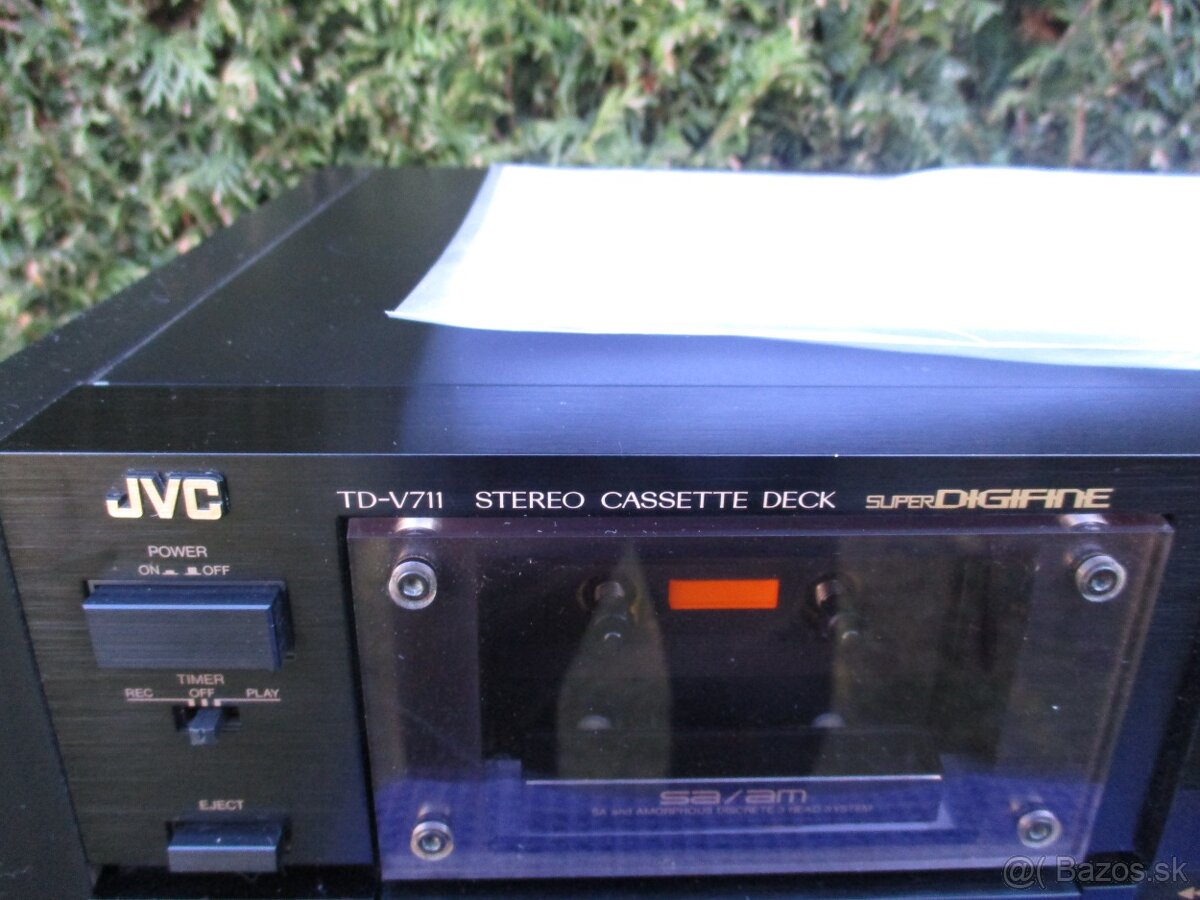 JVC
TD-V711 STEREO CASSETTE DECK SUPER DIGIFINE
POWER
ON OFF
TIMER
REC OFF PLAY
EJECT
sa/am
SA and AMORPHOUS DISCRETE 3 HEAD SYSTEM
@( Bazos.sk